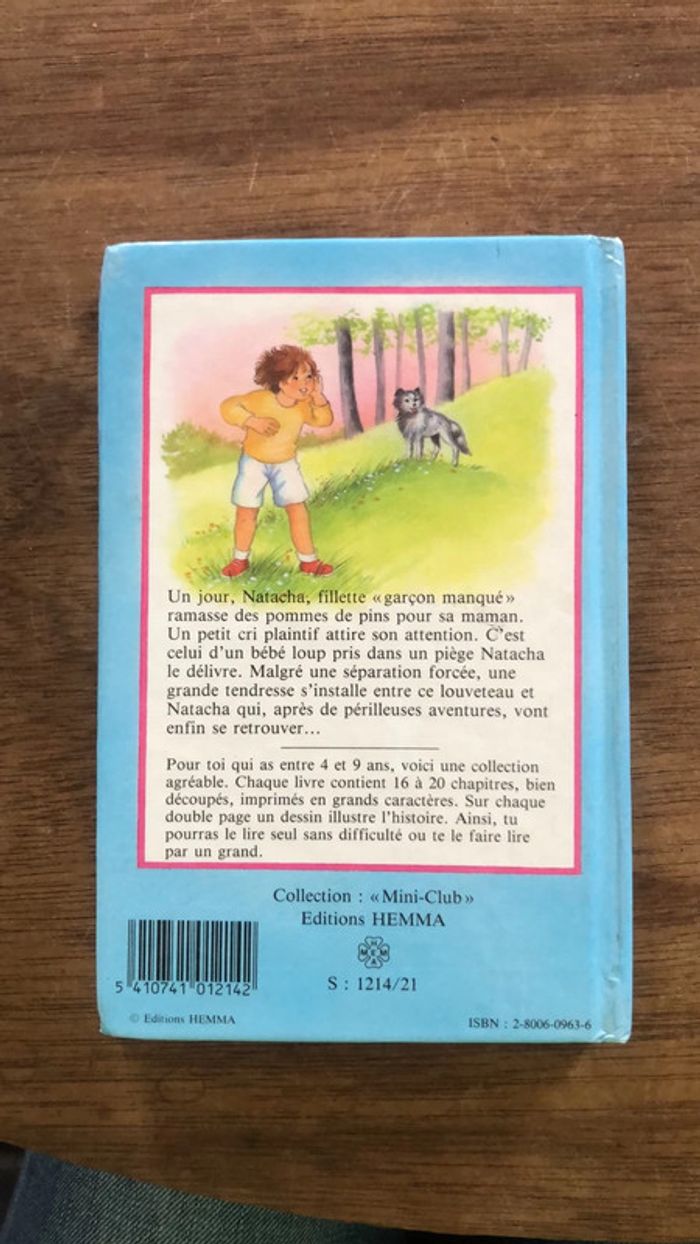 Un jour, Natacha, fillette «garçon manqué»
ramasse des pommes de pins pour sa maman.
Un petit cri plaintif attire son attention. C'est
celui d'un bébé loup pris dans un piège Natacha
le délivre. Malgré une séparation forcée, une
grande tendresse s'installe entre ce louveteau et
Natacha qui, après de périlleuses aventures, vont
enfin se retrouver...
Pour toi qui as entre 4 et 9 ans, voici une collection
agréable. Chaque livre contient 16 à 20 chapitres, bien
découpés, imprimés en grands caractères. Sur chaque
double page un dessin illustre l'histoire. Ainsi, tu
pourras le lire seul sans difficulté ou te le faire lire
par un grand.
Collection : «Mini-Club»
Editions HEMMA
HEMMA
S : 1214/21
5 410741 012142
© Editions HEMMA
ISBN : 2-8006-0963-6